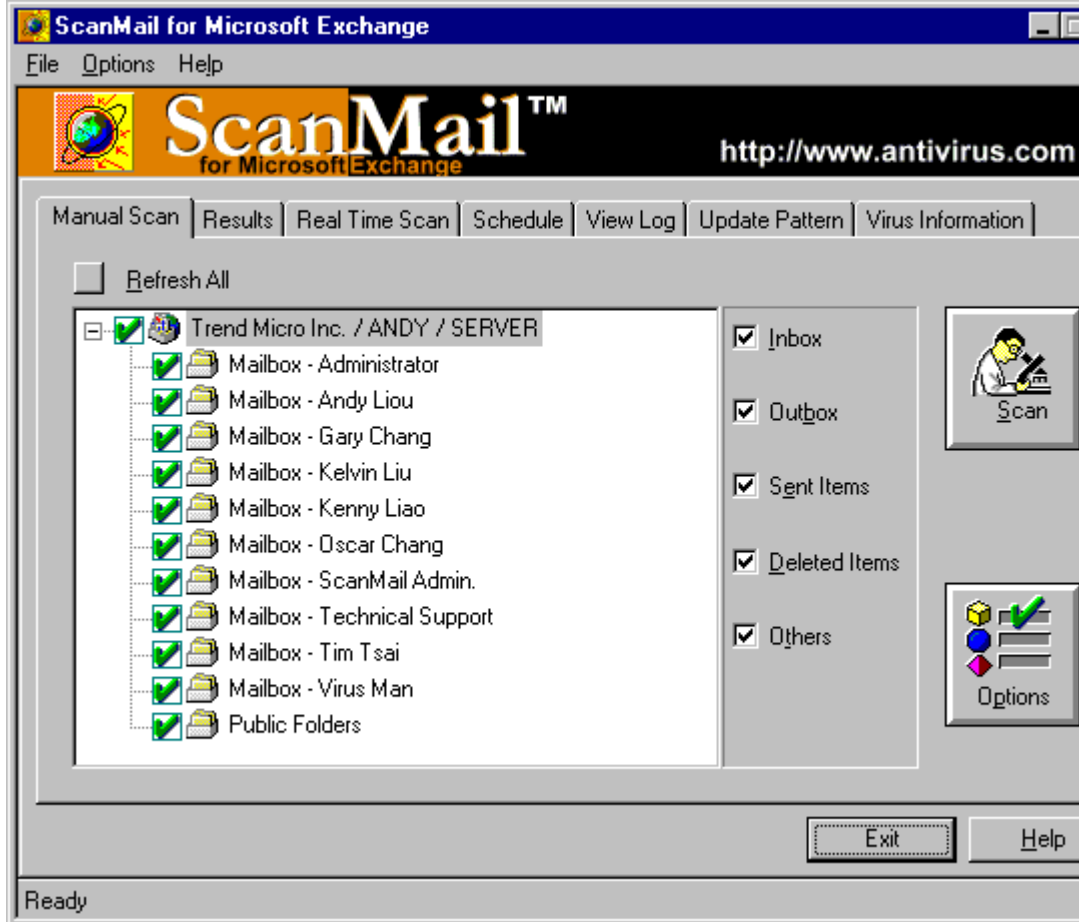 ScanMail for Microsoft Exchange
File Options Help
ScanMail™
for Microsoft Exchange
http://www.antivirus.com
Manual Scan Results Real Time Scan Schedule View Log Update Pattern Virus Information
Refresh All
Trend Micro Inc. / ANDY / SERVER
Mailbox - Administrator
Mailbox - Andy Liou
Mailbox - Gary Chang
Mailbox - Kelvin Liu
Mailbox - Kenny Liao
Mailbox - Oscar Chang
Mailbox - ScanMail Admin.
Mailbox - Technical Support
Mailbox - Tim Tsai
Mailbox - Virus Man
Public Folders
Inbox
Outbox
Sent Items
Deleted Items
Others
Scan
Options
Exit
Help
Ready